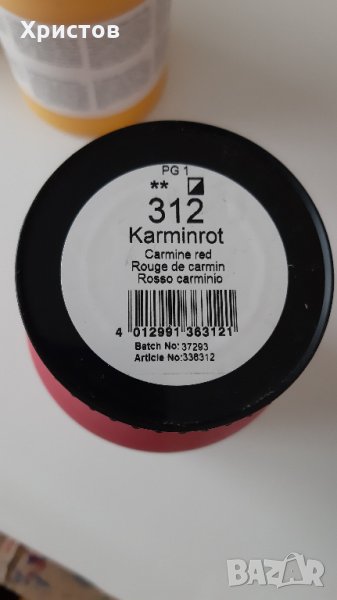 Христов
PG 1
**
312
Karminrot
Carmine red
Rouge de carmin
Rosso carminio
4 012991 363121
Batch No: 37293
Article No:338312
BAZAR